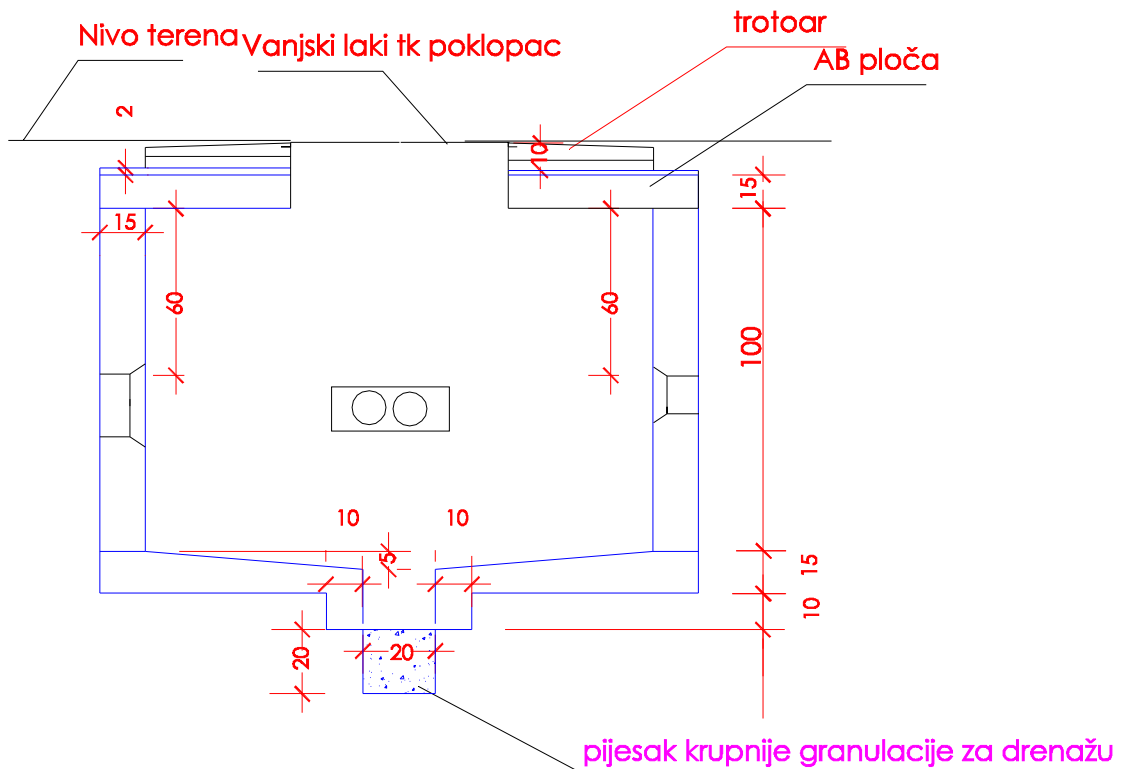 trotoar
Nivo terena
Vanjski laki tk poklopac
AB ploča
2
10
15
15
60
60
100
10
10
5
15
10
20
20
pijesak krupnije granulacije za drenažu